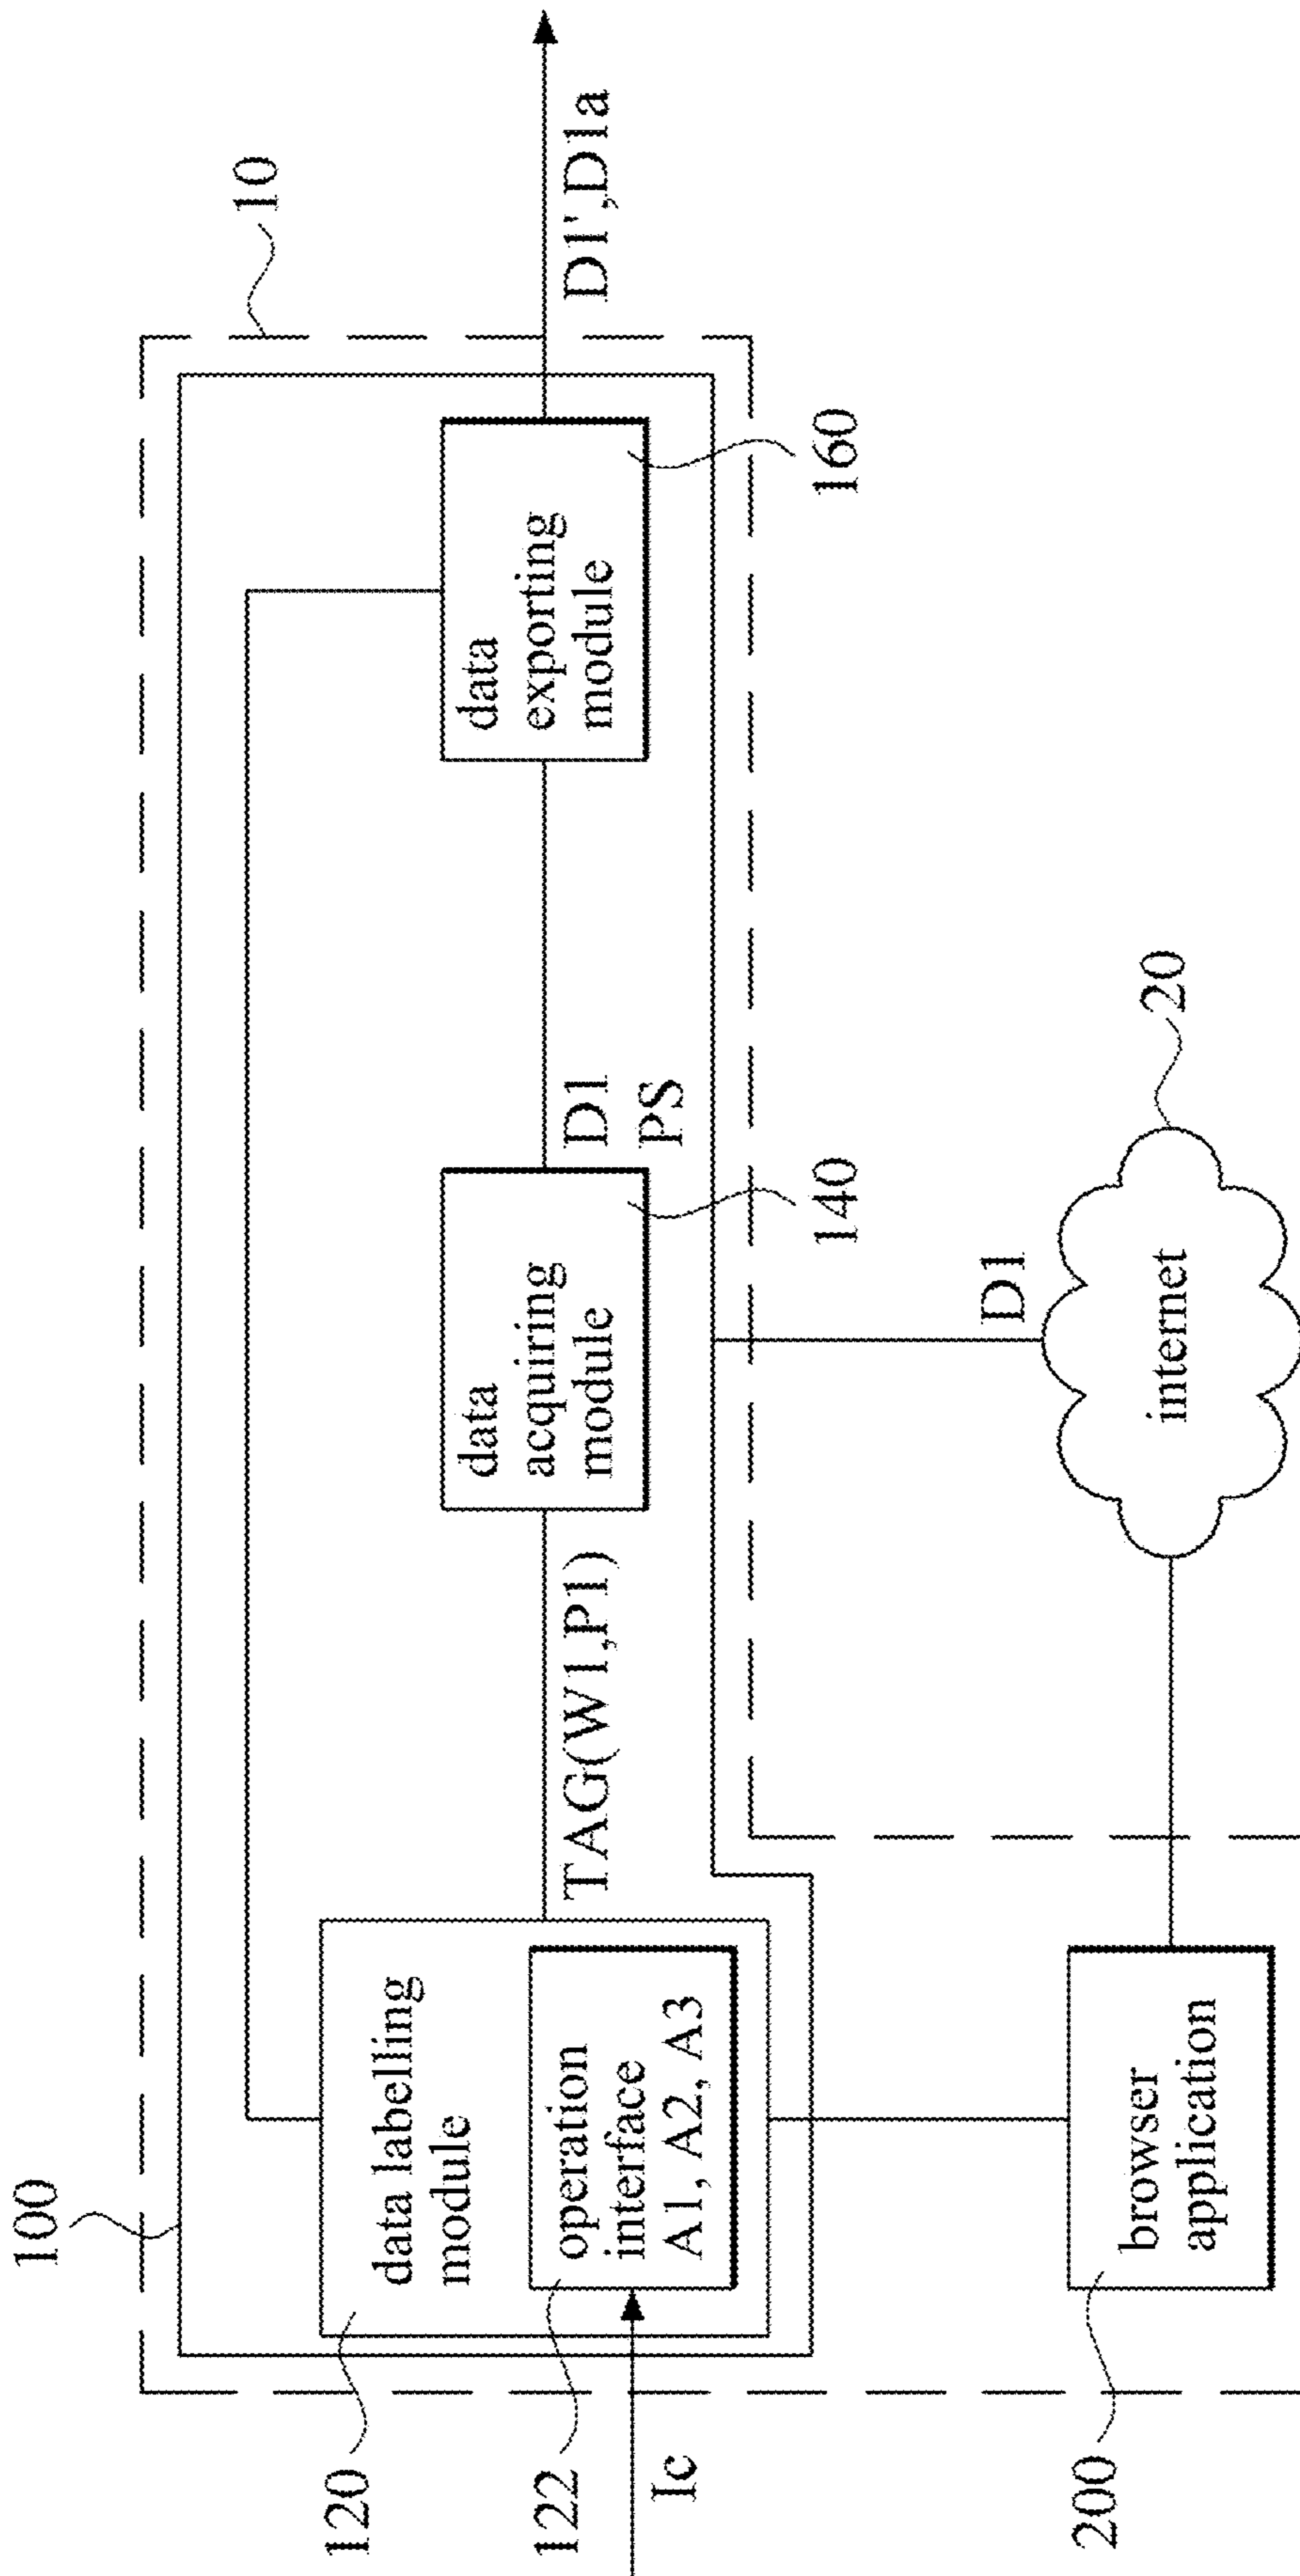 100
10
120
data labelling
module
122
operation
interface
A1, A2, A3
Ic
TAG(W1,P1)
data
acquiring
module
140
D1
PS
data
exporting
module
160
D1',D1a
200
browser
application
D1
internet
20